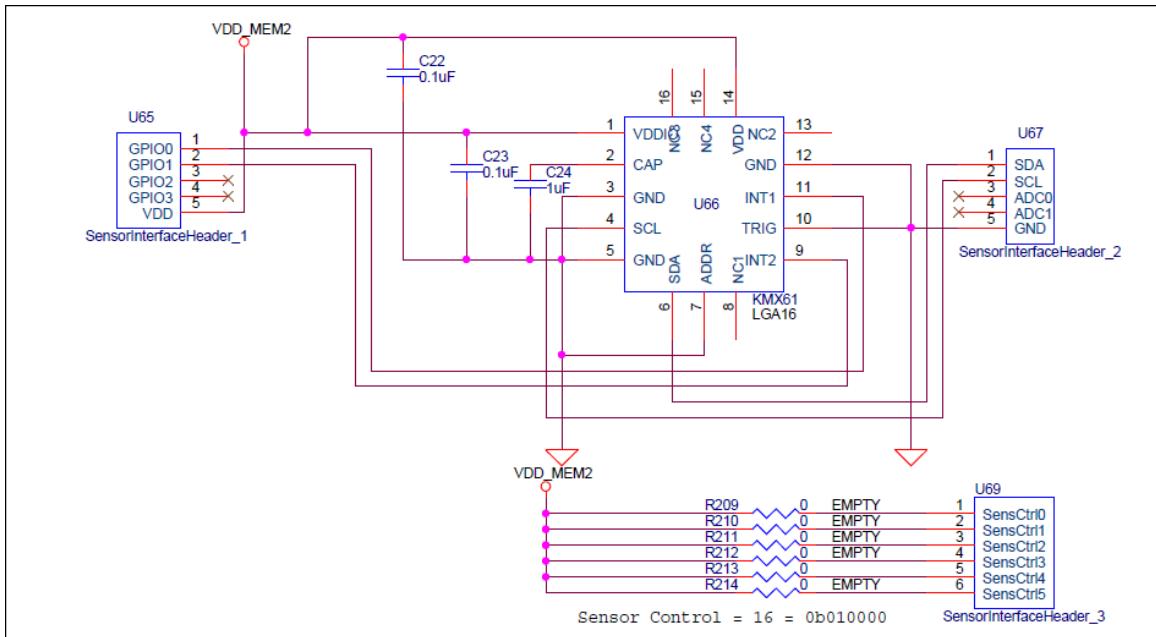 VDD_MEM2
C22
0.1uF
U65
GPIO0 1
GPIO1 2
GPIO2 3
GPIO3 4
VDD 5
SensorInterfaceHeader_1
C23
0.1uF
C24
1uF
16 15 14
NC3 NC4 VDD
1 VDDIO NC2 13
2 CAP GND 12
3 GND INT1 11
U66
4 SCL TRIG 10
5 GND INT2 9
SDA ADDR NC1
6 7 8
KMX61
LGA16
U67
1 SDA
2 SCL
3 ADC0
4 ADC1
5 GND
SensorInterfaceHeader_2
VDD_MEM2
U69
R209 0 EMPTY 1 SensCtrl0
R210 0 EMPTY 2 SensCtrl1
R211 0 EMPTY 3 SensCtrl2
R212 0 EMPTY 4 SensCtrl3
R213 0 5 SensCtrl4
R214 0 EMPTY 6 SensCtrl5
SensorInterfaceHeader_3
Sensor Control = 16 = 0b010000